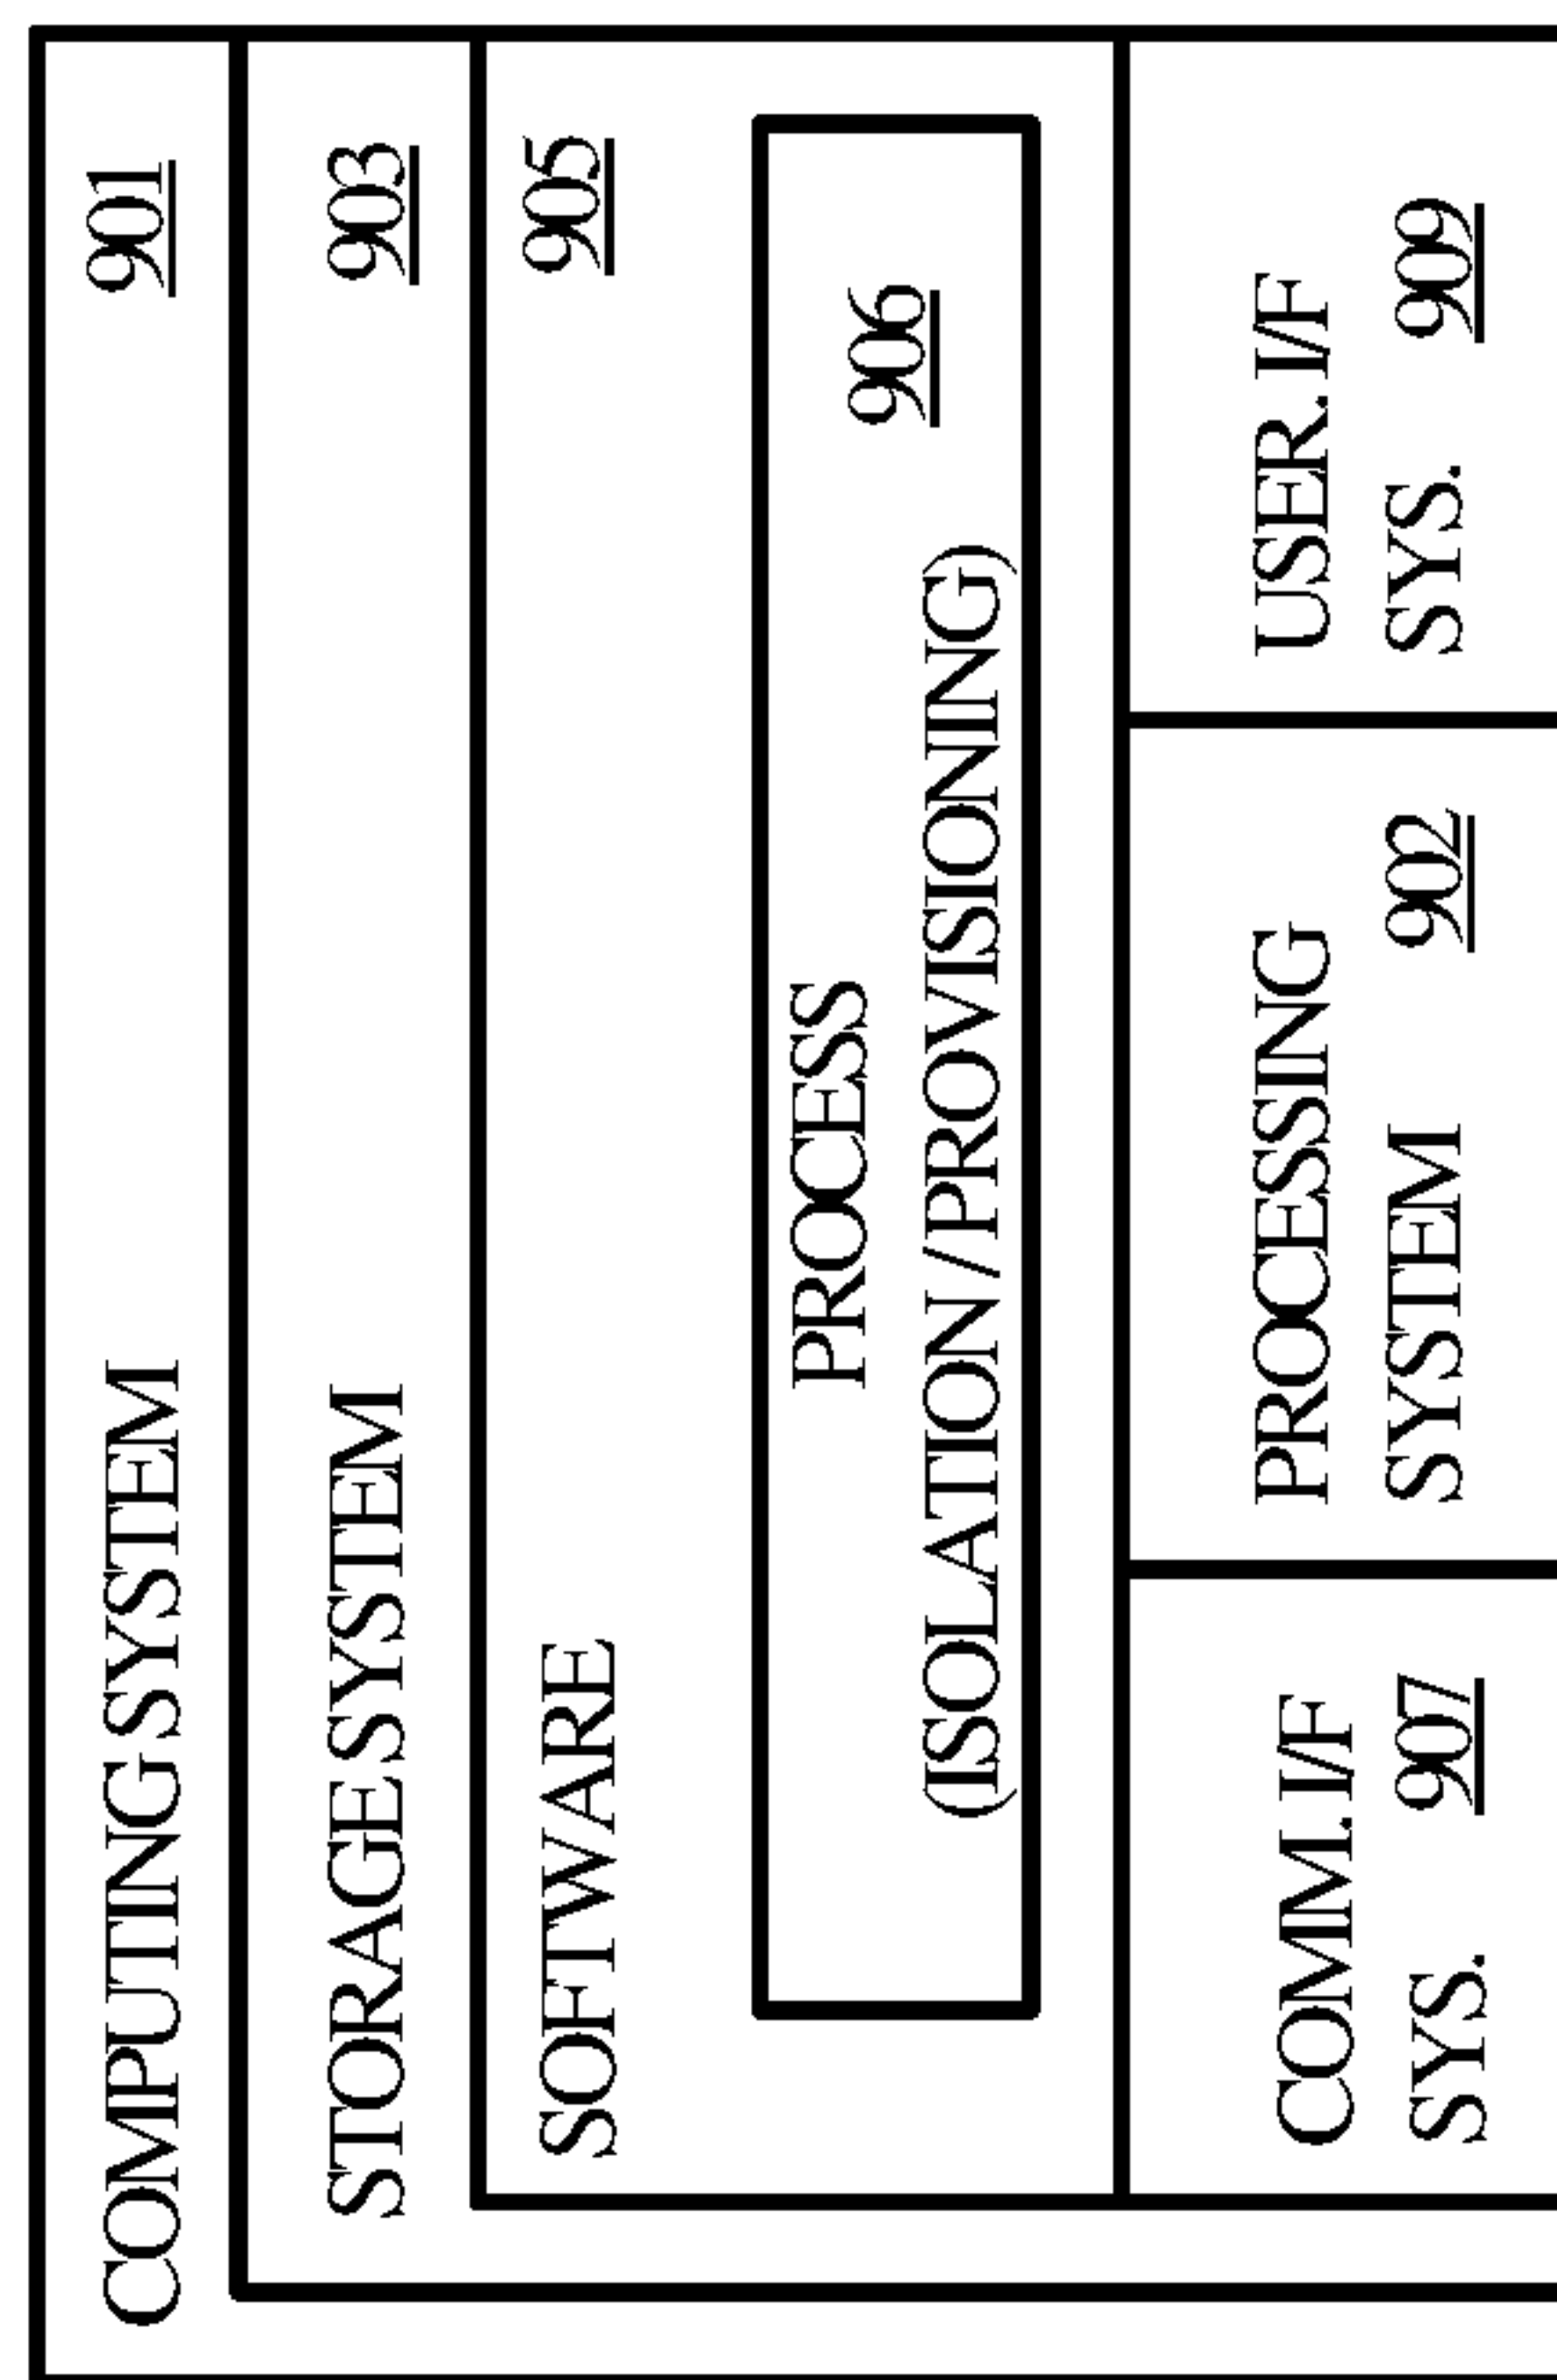 COMPUTING SYSTEM 901
STORAGE SYSTEM 903
SOFTWARE 905
PROCESS
(ISOLATION / PROVISIONING)
906
COMM. I/F
SYS. 907
PROCESSING
SYSTEM 902
USER. I/F
SYS. 909